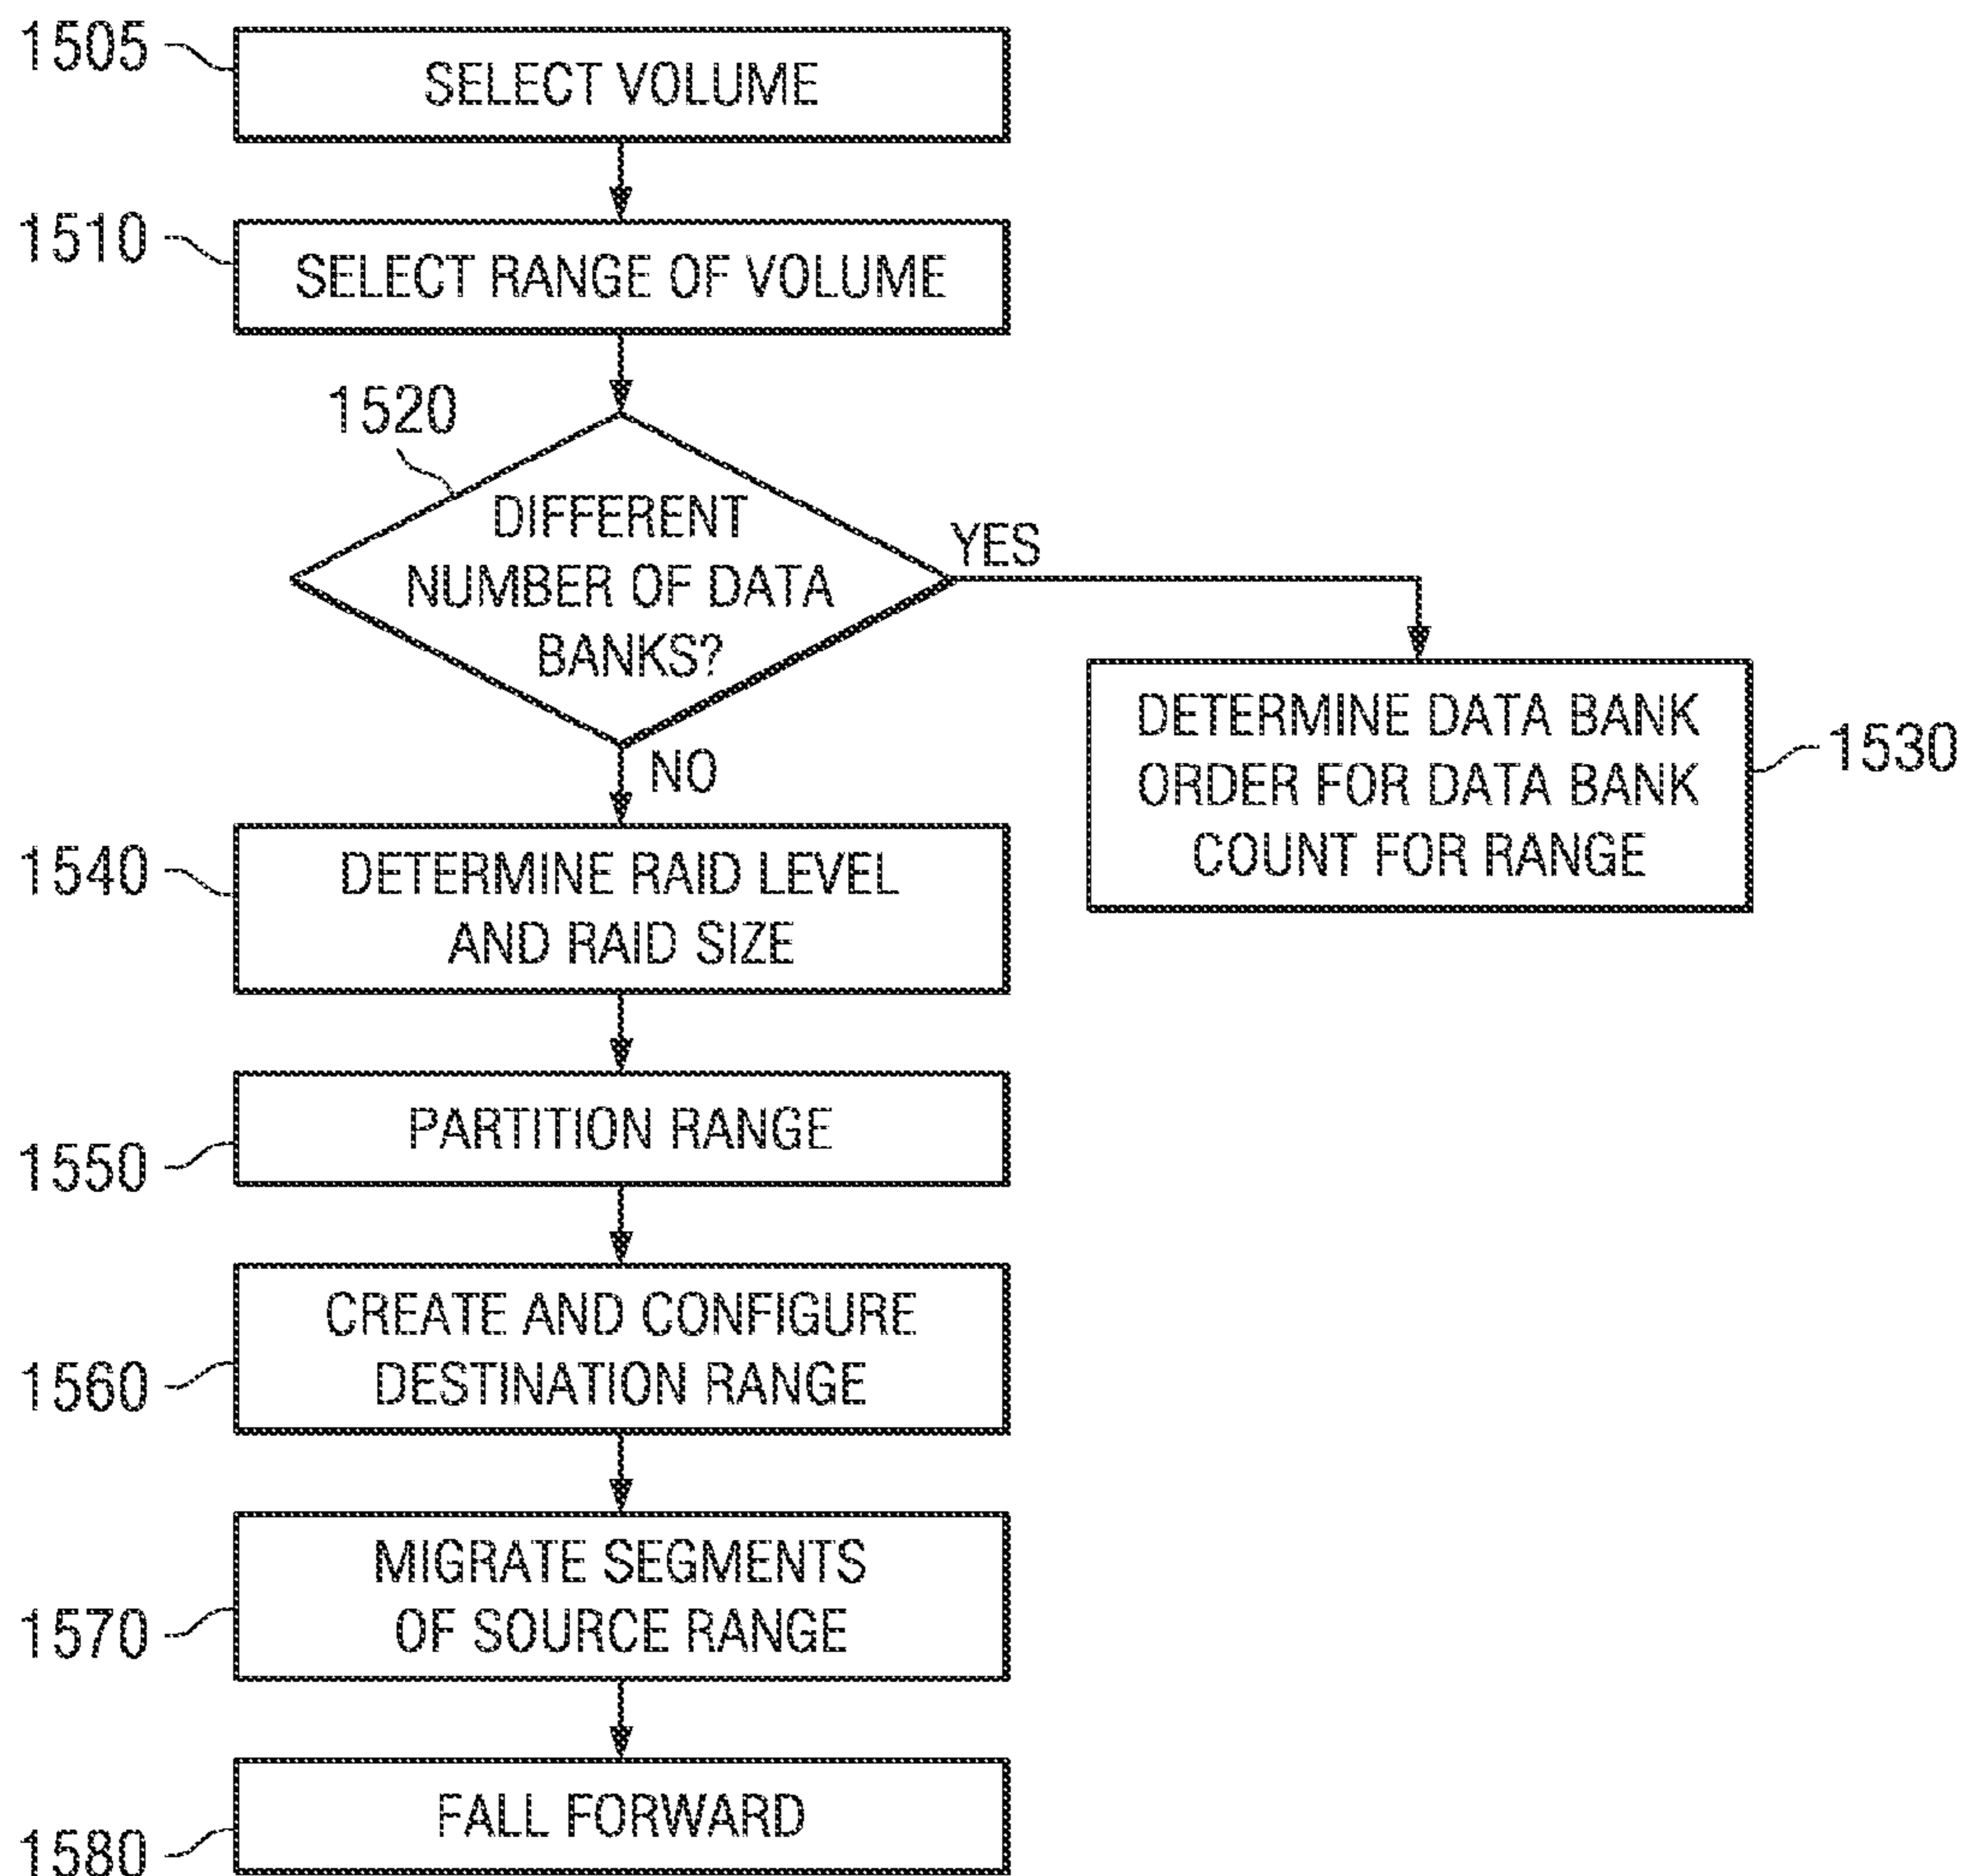 1505
SELECT VOLUME
1510
SELECT RANGE OF VOLUME
1520
DIFFERENT
NUMBER OF DATA
BANKS?
YES
NO
DETERMINE DATA BANK
ORDER FOR DATA BANK
COUNT FOR RANGE
1530
1540
DETERMINE RAID LEVEL
AND RAID SIZE
1550
PARTITION RANGE
1560
CREATE AND CONFIGURE
DESTINATION RANGE
1570
MIGRATE SEGMENTS
OF SOURCE RANGE
1580
FALL FORWARD